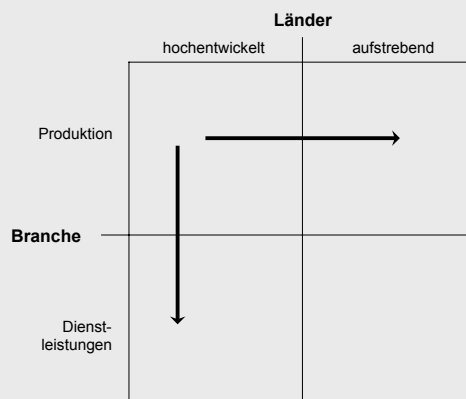 Länder
hochentwickelt
aufstrebend
Produktion
Branche
Dienst-
leistungen